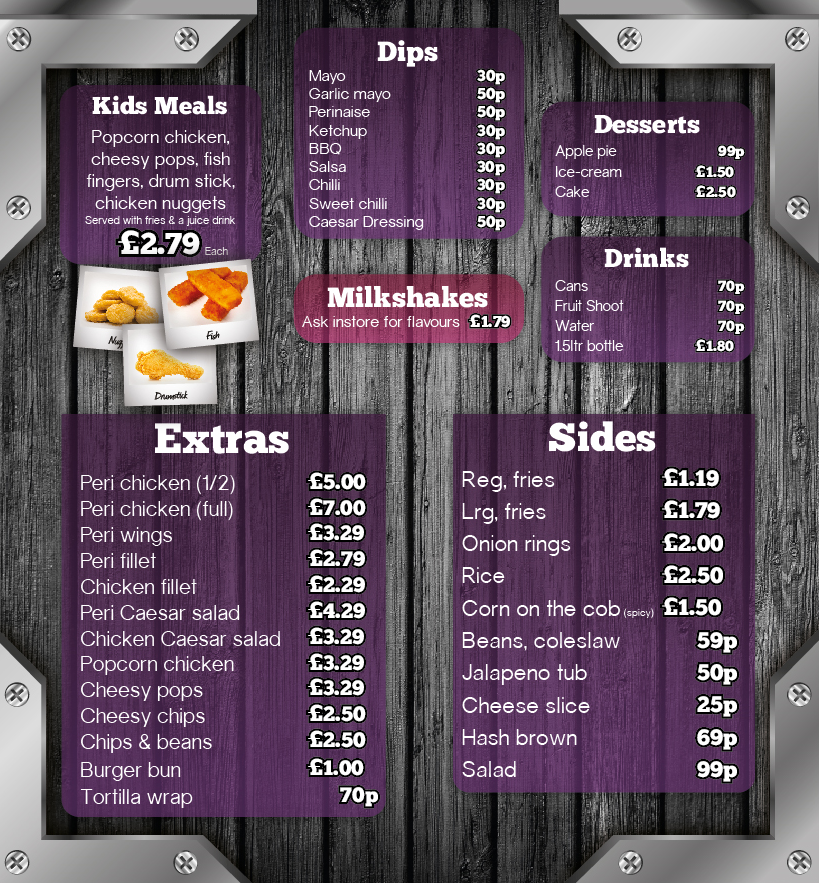 Kids Meals
Popcorn chicken,
cheesy pops, fish
fingers, drum stick,
chicken nuggets
Served with fries & a juice drink
£2.79 Each
Fish
Drumstick
Dips
Mayo 30p
Garlic mayo 50p
Perinaise 50p
Ketchup 30p
BBQ 30p
Salsa 30p
Chilli 30p
Sweet chilli 30p
Caesar Dressing 50p
Milkshakes
Ask instore for flavours £1.79
Desserts
Apple pie 99p
Ice-cream £1.50
Cake £2.50
Drinks
Cans 70p
Fruit Shoot 70p
Water 70p
1.5ltr bottle £1.80
Extras
Peri chicken (1/2) £5.00
Peri chicken (full) £7.00
Peri wings £3.29
Peri fillet £2.79
Chicken fillet £2.29
Peri Caesar salad £4.29
Chicken Caesar salad £3.29
Popcorn chicken £3.29
Cheesy pops £3.29
Cheesy chips £2.50
Chips & beans £2.50
Burger bun £1.00
Tortilla wrap 70p
Sides
Reg, fries £1.19
Lrg, fries £1.79
Onion rings £2.00
Rice £2.50
Corn on the cob (spicy) £1.50
Beans, coleslaw 59p
Jalapeno tub 50p
Cheese slice 25p
Hash brown 69p
Salad 99p